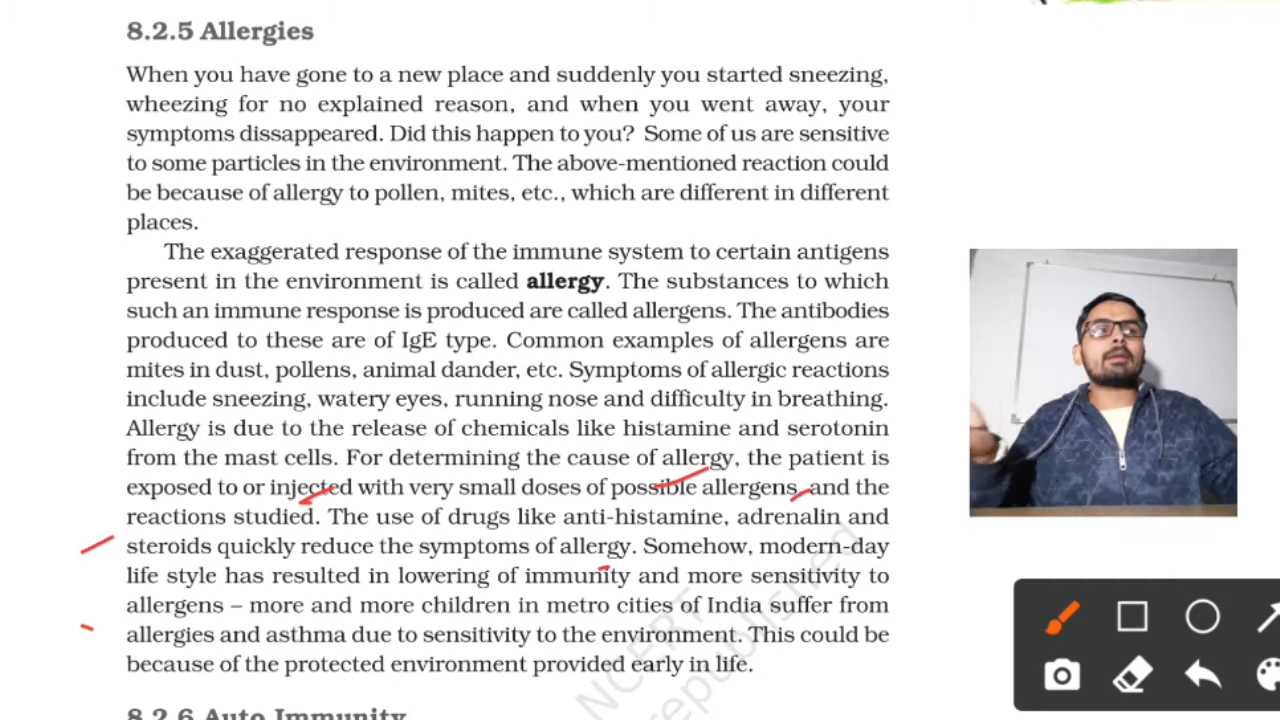 8.2.5 Allergies
When you have gone to a new place and suddenly you started sneezing,
wheezing for no explained reason, and when you went away, your
symptoms dissappeared. Did this happen to you? Some of us are sensitive
to some particles in the environment. The above-mentioned reaction could
be because of allergy to pollen, mites, etc., which are different in different
places.
The exaggerated response of the immune system to certain antigens
present in the environment is called allergy. The substances to which
such an immune response is produced are called allergens. The antibodies
produced to these are of IgE type. Common examples of allergens are
mites in dust, pollens, animal dander, etc. Symptoms of allergic reactions
include sneezing, watery eyes, running nose and difficulty in breathing.
Allergy is due to the release of chemicals like histamine and serotonin
from the mast cells. For determining the cause of allergy, the patient is
exposed to or injected with very small doses of possible allergens, and the
reactions studied. The use of drugs like anti-histamine, adrenalin and
steroids quickly reduce the symptoms of allergy. Somehow, modern-day
life style has resulted in lowering of immunity and more sensitivity to
allergens – more and more children in metro cities of India suffer from
allergies and asthma due to sensitivity to the environment. This could be
because of the protected environment provided early in life.
NCERT
republished
8.2.6 Auto Immunity